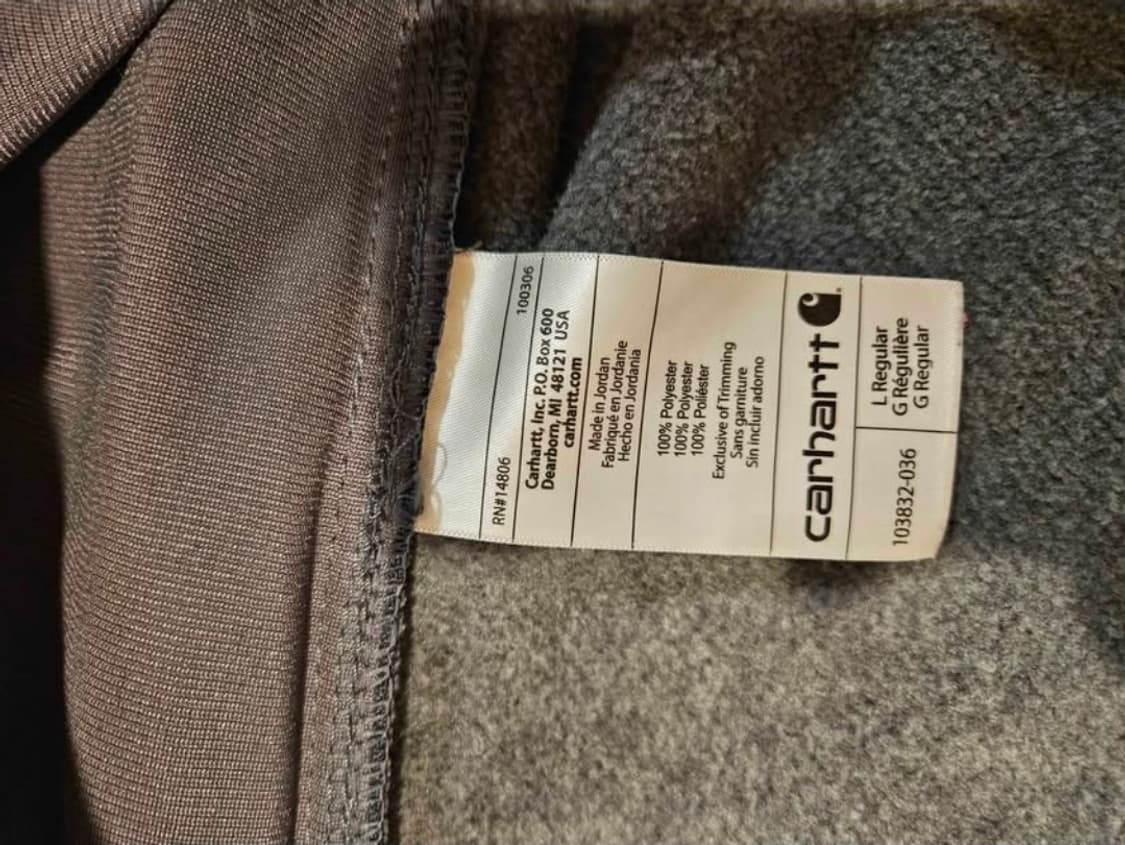 RN#14806 100306
Carhartt, Inc. P.O. Box 600
Dearborn, MI 48121 USA
carhartt.com
Made in Jordan
Fabriqué en Jordanie
Hecho en Jordania
100% Polyester
100% Polyester
100% Poliéster
Exclusive of Trimming
Sans garniture
Sin incluir adorno
carhartt
103832-036
L Regular
G Régulière
G Regular